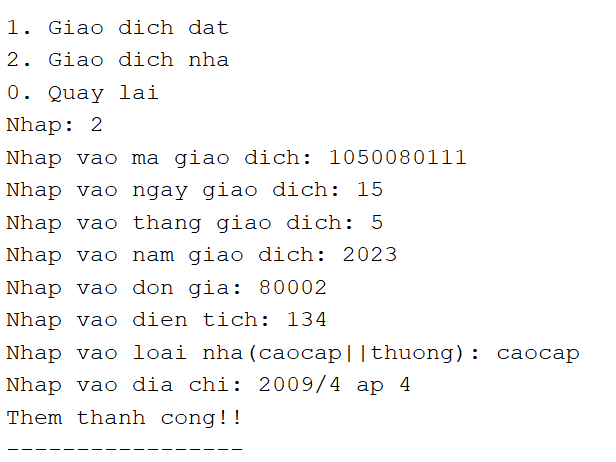 1. Giao dich dat
2. Giao dich nha
0. Quay lai
Nhap: 2
Nhap vao ma giao dich: 1050080111
Nhap vao ngay giao dich: 15
Nhap vao thang giao dich: 5
Nhap vao nam giao dich: 2023
Nhap vao don gia: 80002
Nhap vao dien tich: 134
Nhap vao loai nha(caocap||thuong): caocap
Nhap vao dia chi: 2009/4 ap 4
Them thanh cong!!
-----------------